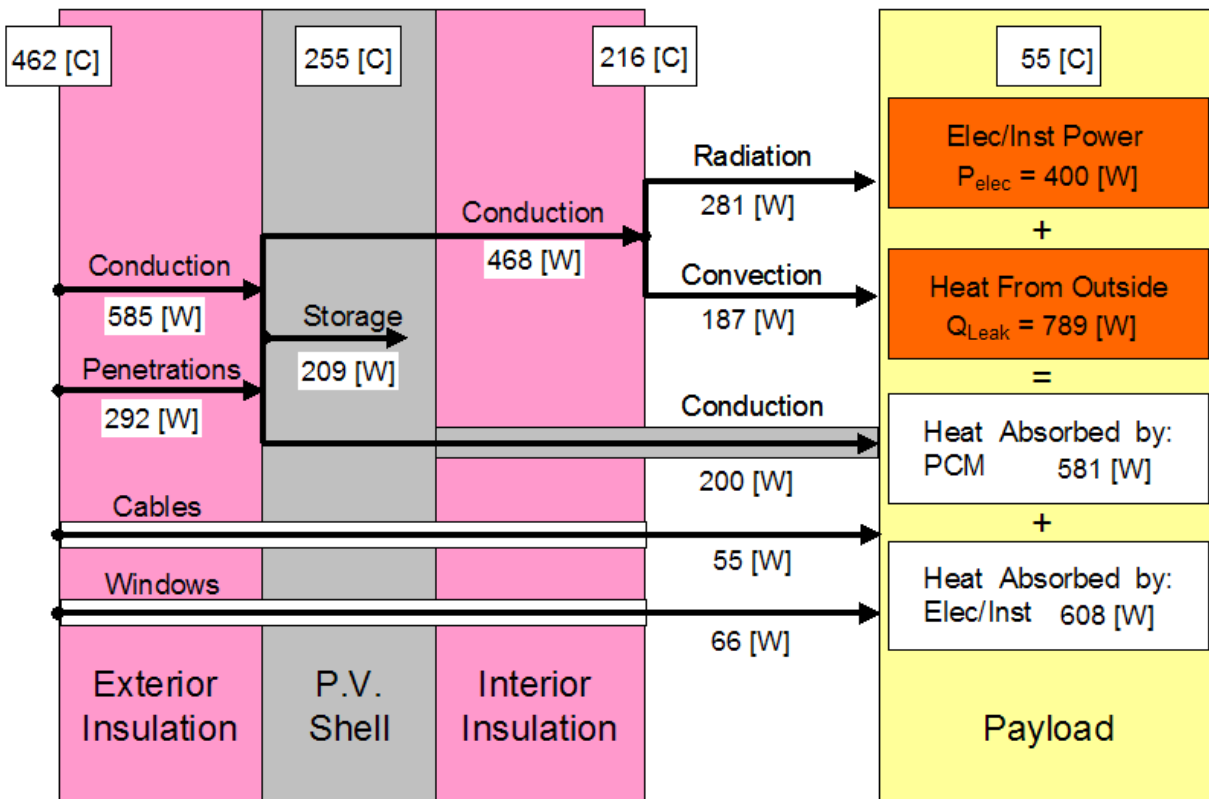 462 [C]
255 [C]
216 [C]
55 [C]
Radiation
281 [W]
Conduction
468 [W]
Convection
187 [W]
Conduction
585 [W]
Storage
209 [W]
Penetrations
292 [W]
Conduction
200 [W]
Cables
55 [W]
Windows
66 [W]
Exterior
Insulation
P.V.
Shell
Interior
Insulation
Elec/Inst Power
Pelec = 400 [W]
+
Heat From Outside
QLeak = 789 [W]
=
Heat Absorbed by:
PCM 581 [W]
+
Heat Absorbed by:
Elec/Inst 608 [W]
Payload